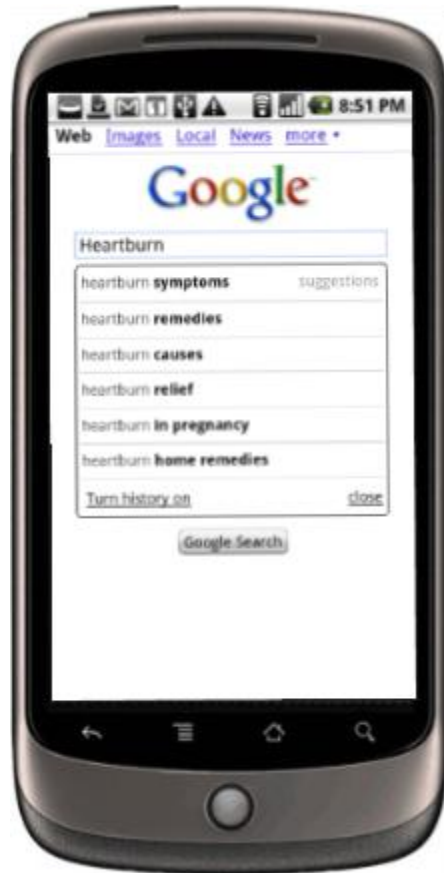 8:51 PM
Web Images Local News more
Google
Heartburn
heartburn symptoms suggestions
heartburn remedies
heartburn causes
heartburn relief
heartburn in pregnancy
heartburn home remedies
Turn history on close
Google Search